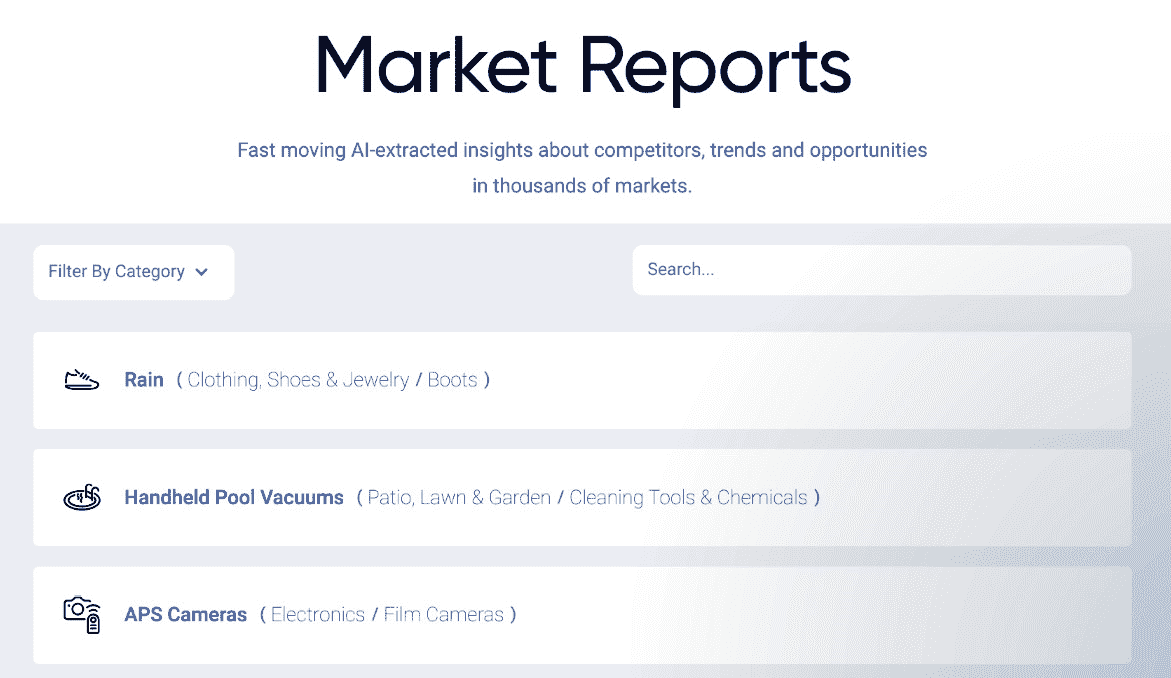 Market Reports
Fast moving AI-extracted insights about competitors, trends and opportunities
in thousands of markets.
Filter By Category
Search...
Rain ( Clothing, Shoes & Jewelry / Boots )
Handheld Pool Vacuums ( Patio, Lawn & Garden / Cleaning Tools & Chemicals )
APS Cameras ( Electronics / Film Cameras )